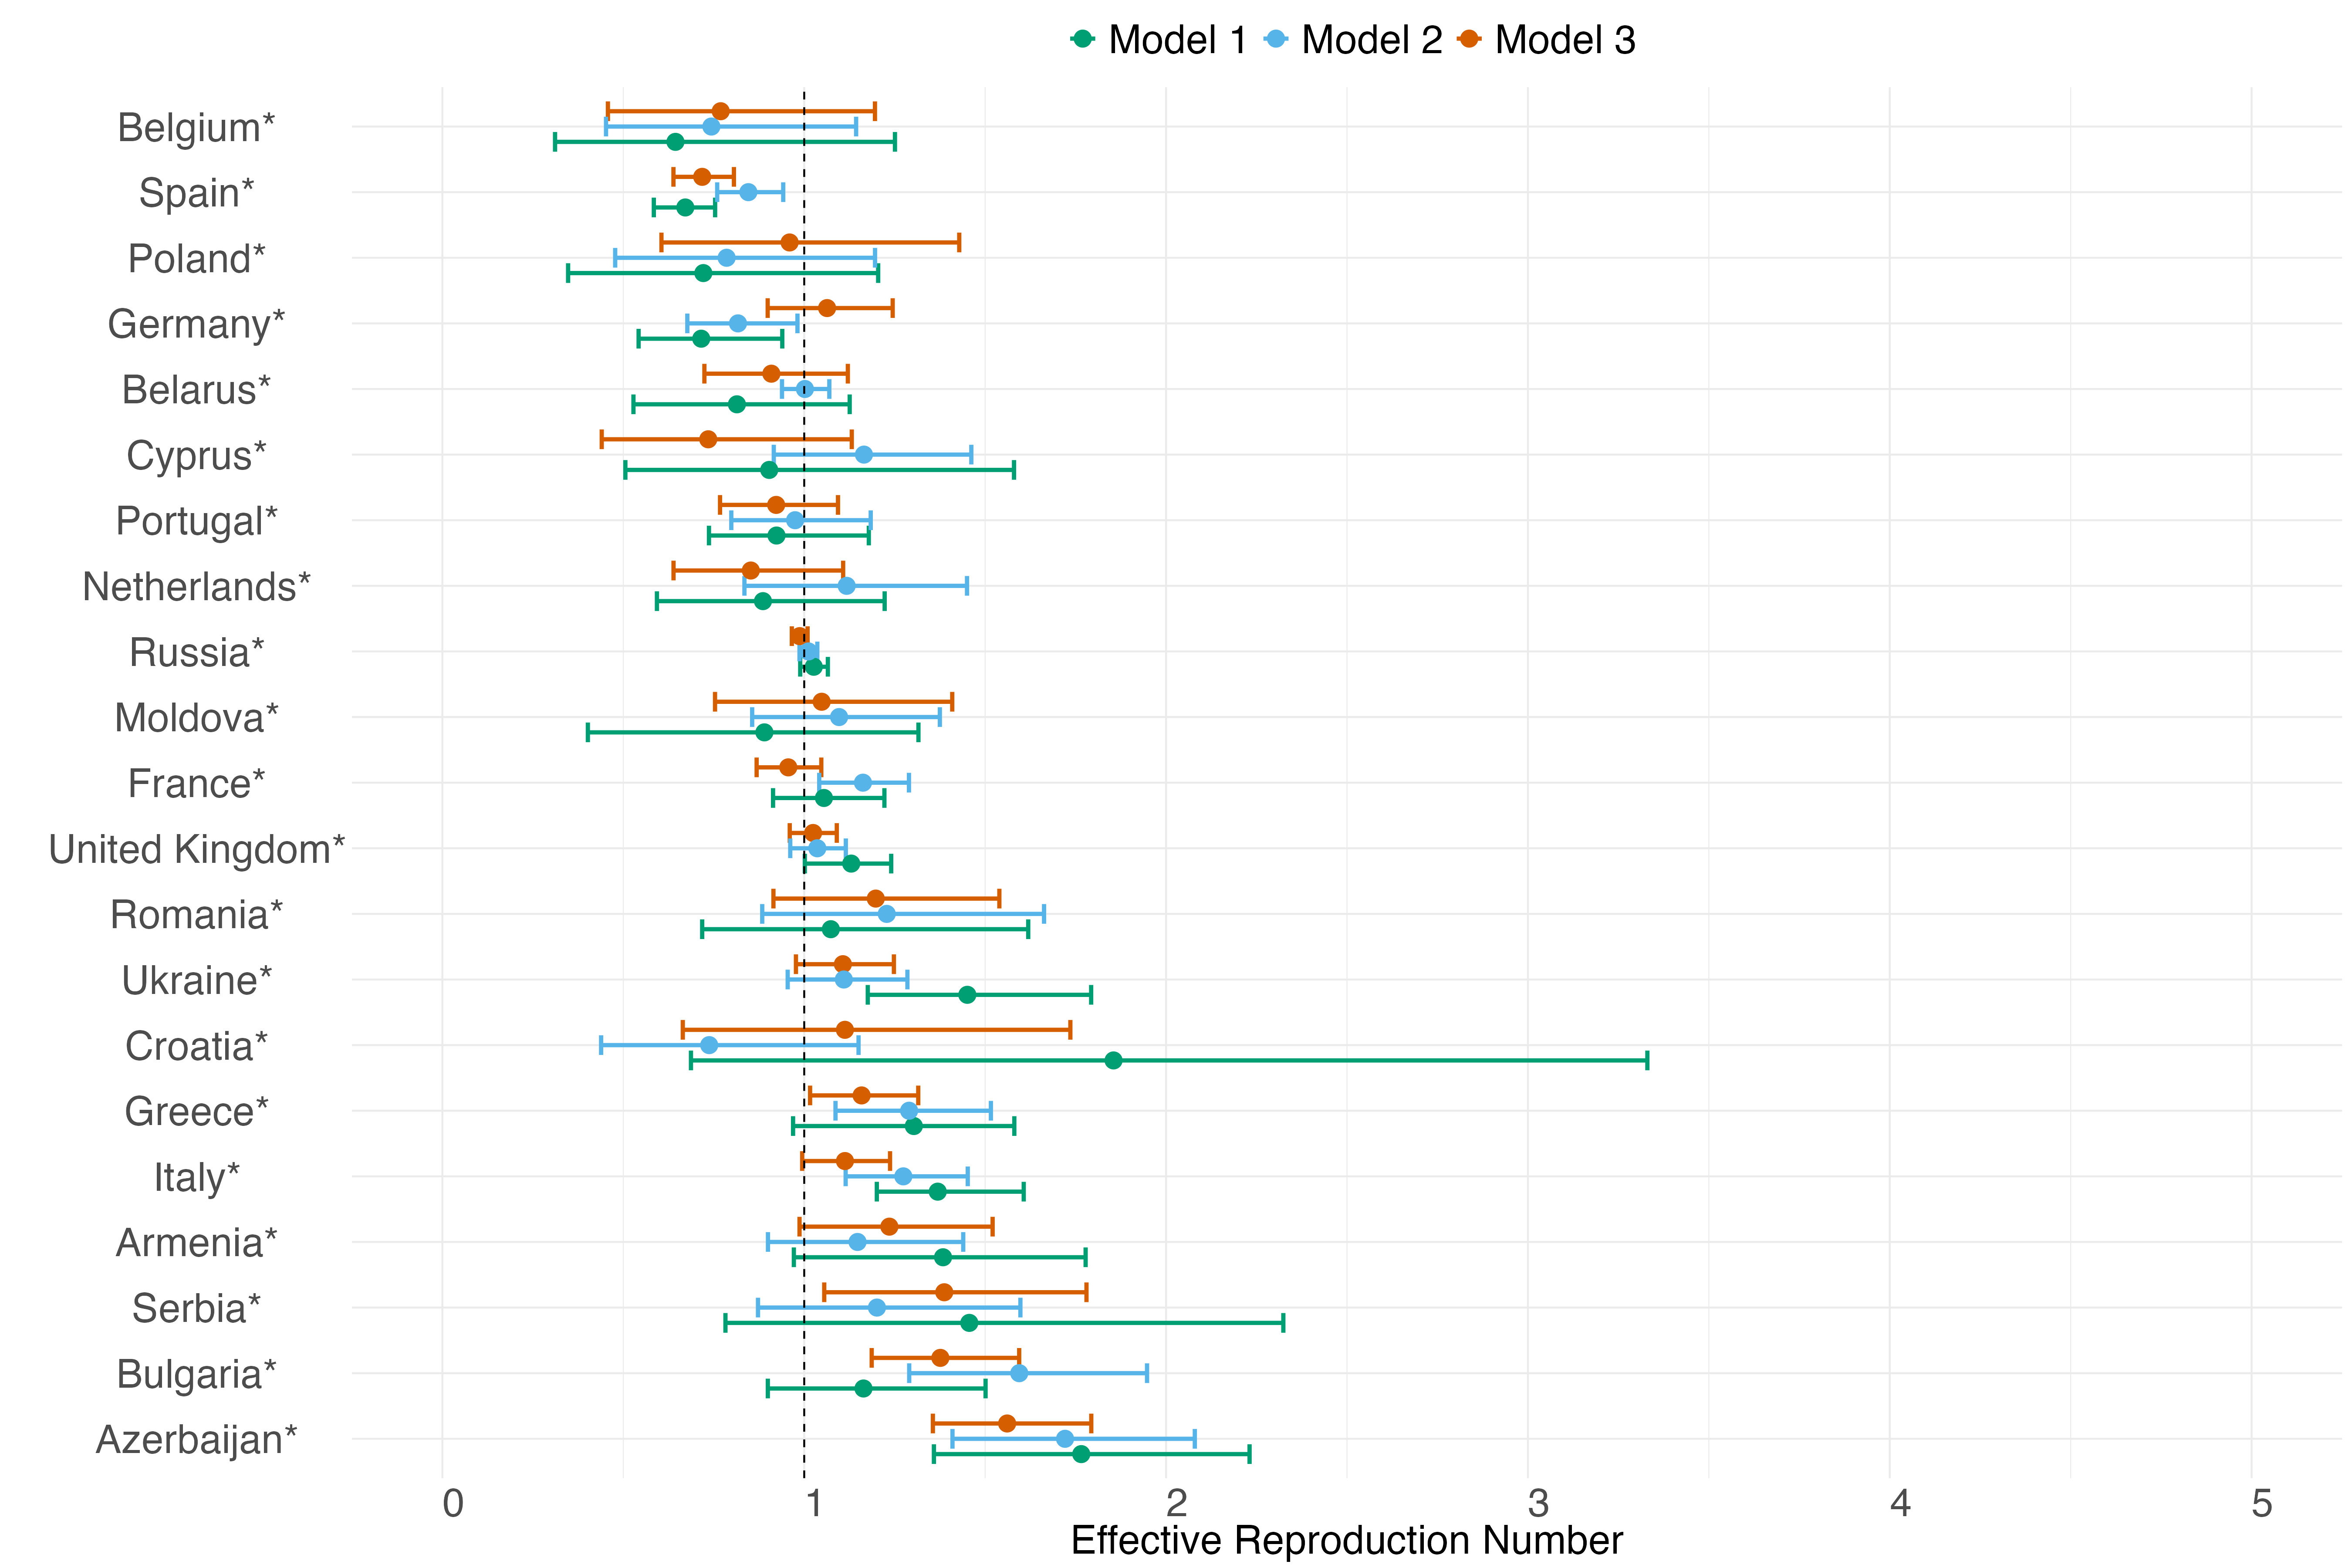 Model 1 Model 2 Model 3
Belgium*
Spain*
Poland*
Germany*
Belarus*
Cyprus*
Portugal*
Netherlands*
Russia*
Moldova*
France*
United Kingdom*
Romania*
Ukraine*
Croatia*
Greece*
Italy*
Armenia*
Serbia*
Bulgaria*
Azerbaijan*
0 1 2 3 4 5
Effective Reproduction Number